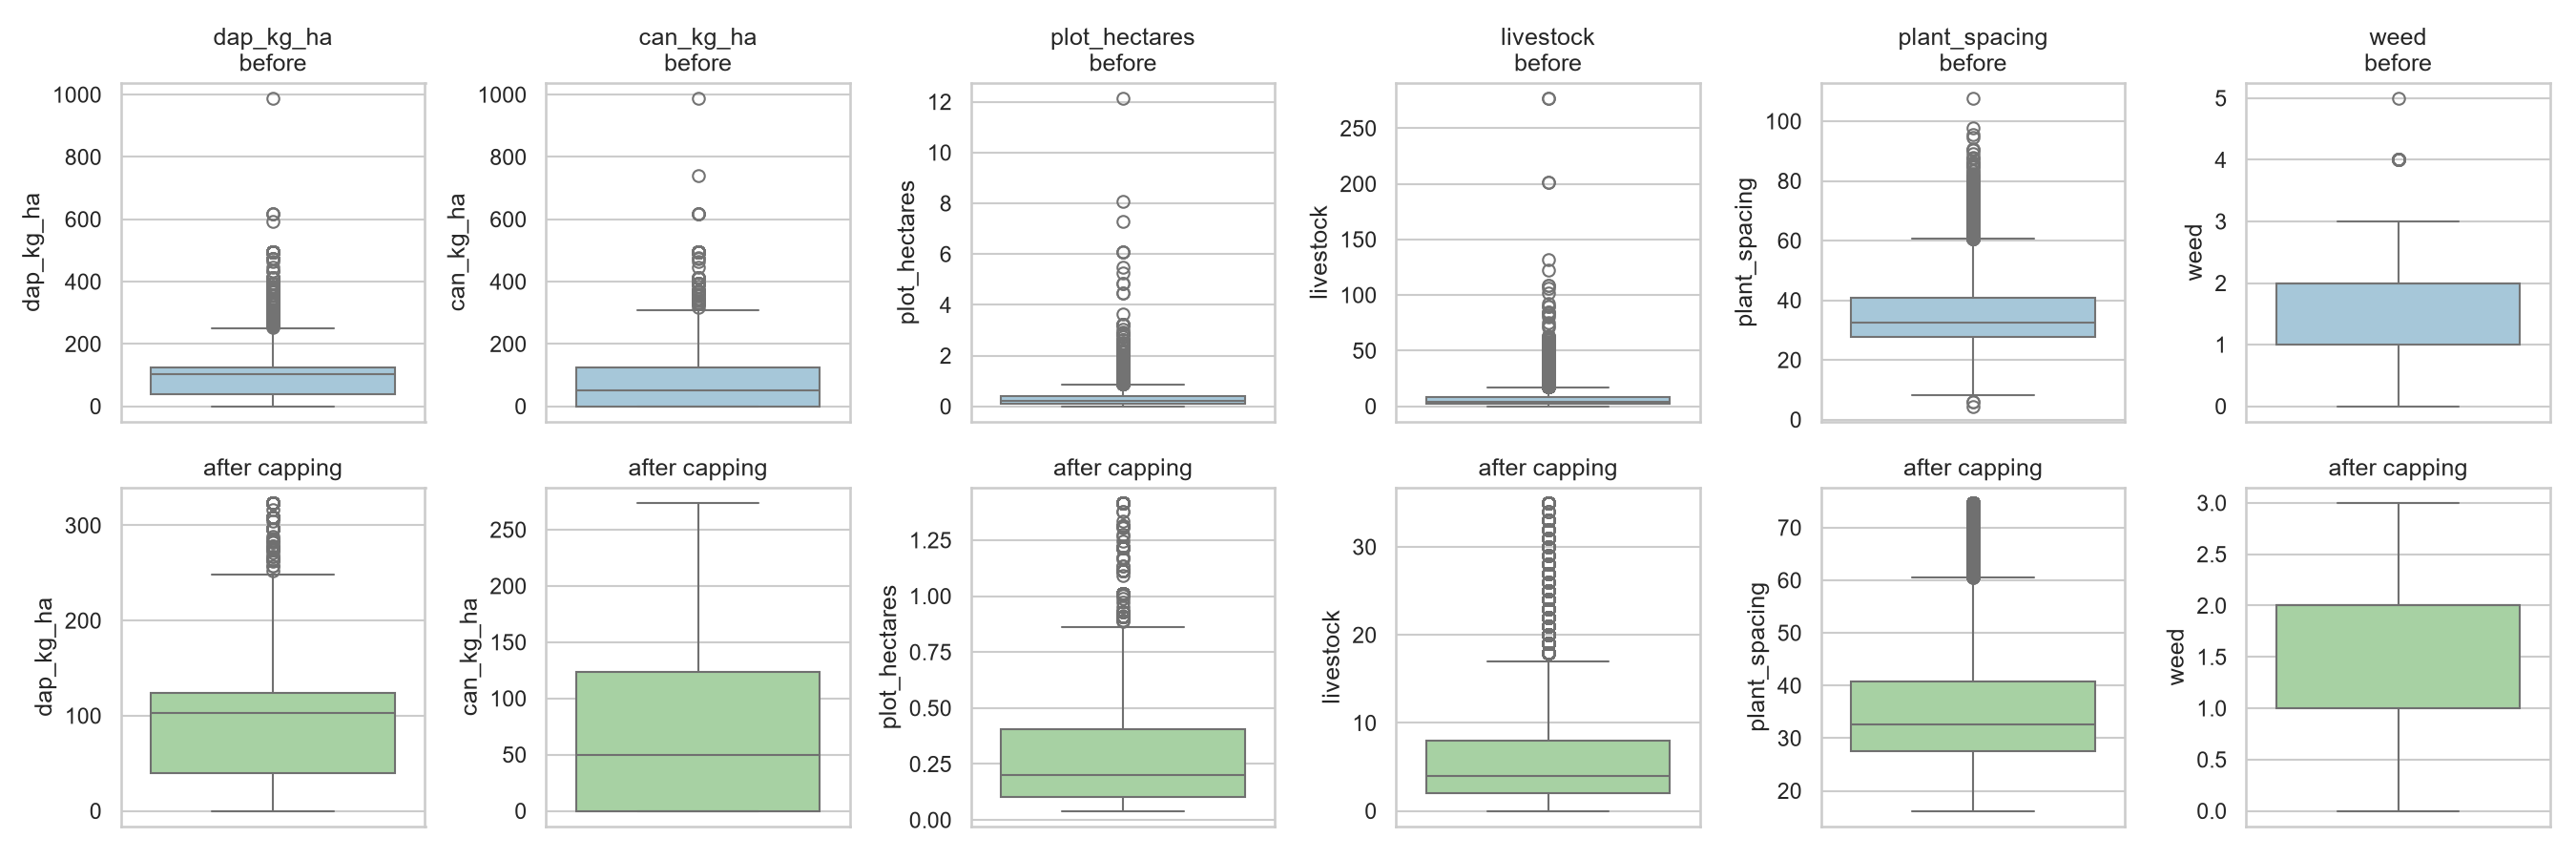 dap_kg_ha
before
can_kg_ha
before
plot_hectares
before
livestock
before
plant_spacing
before
weed
before
dap_kg_ha
1000
800
600
400
200
0
can_kg_ha
1000
800
600
400
200
0
plot_hectares
12
10
8
6
4
2
0
livestock
250
200
150
100
50
0
plant_spacing
100
80
60
40
20
0
weed
5
4
3
2
1
0
after capping
after capping
after capping
after capping
after capping
after capping
dap_kg_ha
300
200
100
0
can_kg_ha
250
200
150
100
50
0
plot_hectares
1.25
1.00
0.75
0.50
0.25
0.00
livestock
30
20
10
0
plant_spacing
70
60
50
40
30
20
weed
3.0
2.5
2.0
1.5
1.0
0.5
0.0